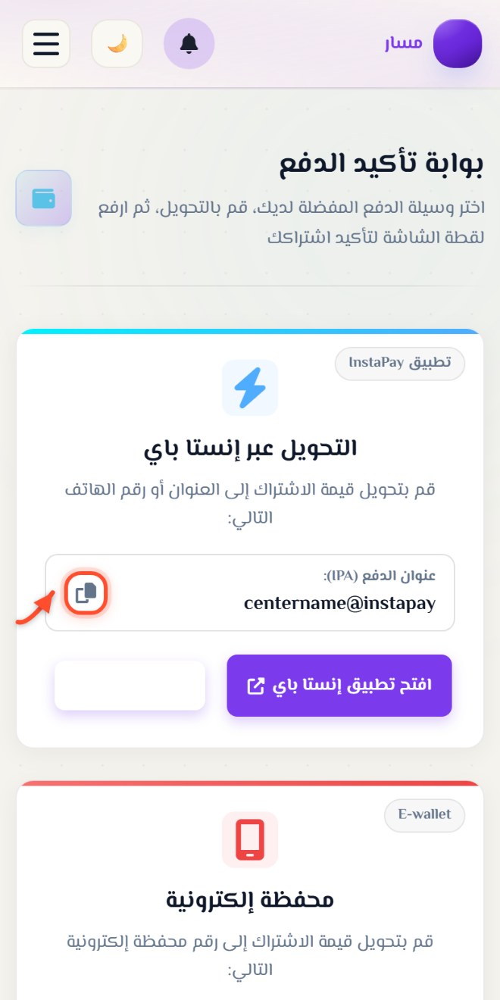 مسار
بوابة تأكيد الدفع
اختر وسيلة الدفع المفضلة لديك، قم بالتحويل، ثم ارفع
لقطة الشاشة لتأكيد اشتراكك
تطبيق InstaPay
التحويل عبر إنستا باي
قم بتحويل قيمة الاشتراك إلى العنوان أو رقم الهاتف
التالي:
عنوان الدفع (IPA):
centername@instapay
افتح تطبيق إنستا باي
E-wallet
محفظة إلكترونية
قم بتحويل قيمة الاشتراك إلى رقم محفظة إلكترونية
التالي: